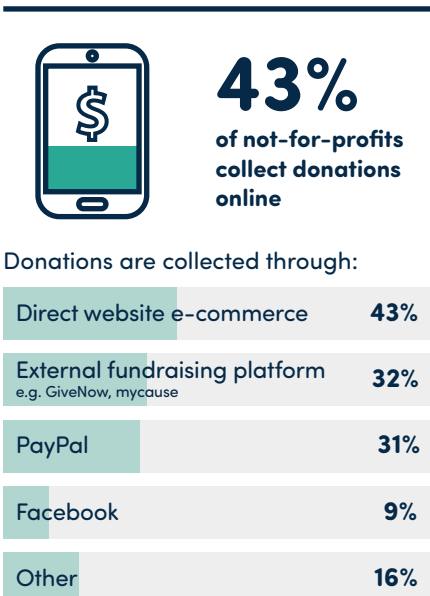 $
43%
of not-for-profits
collect donations
online
Donations are collected through:
Direct website e-commerce 43%
External fundraising platform 32%
e.g. GiveNow, mycause
PayPal 31%
Facebook 9%
Other 16%